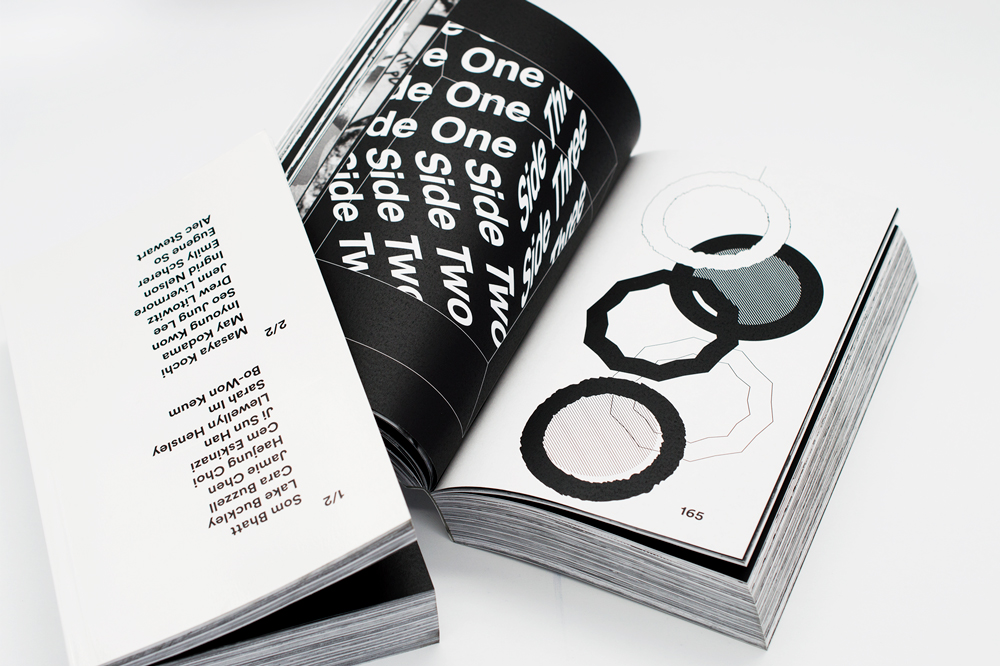 1/2
Som Bhatt
Lake Buckley
Cara Buzzell
Jamie Chen
Haejung Choi
Cem Eskinazi
Ji Sun Han
Llewellyn Hensley
Sarah Im
Bo-Won Keum
2/2
Masaya Kochi
May Kodama
Inyoung Kwon
Seo Jung Lee
Drew Litowitz
Jenn Livermore
Ingrid Nelson
Emily Scherer
Eugene So
Alec Stewart
e One
de One
de One
Side Two
Side Two
Side Two
Side Tw
Thr
Side Three
Side Three
165